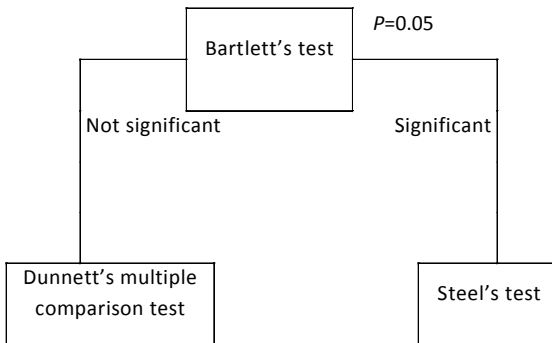 P=0.05
Bartlett’s test
Not significant
Significant
Dunnett’s multiple
comparison test
Steel’s test